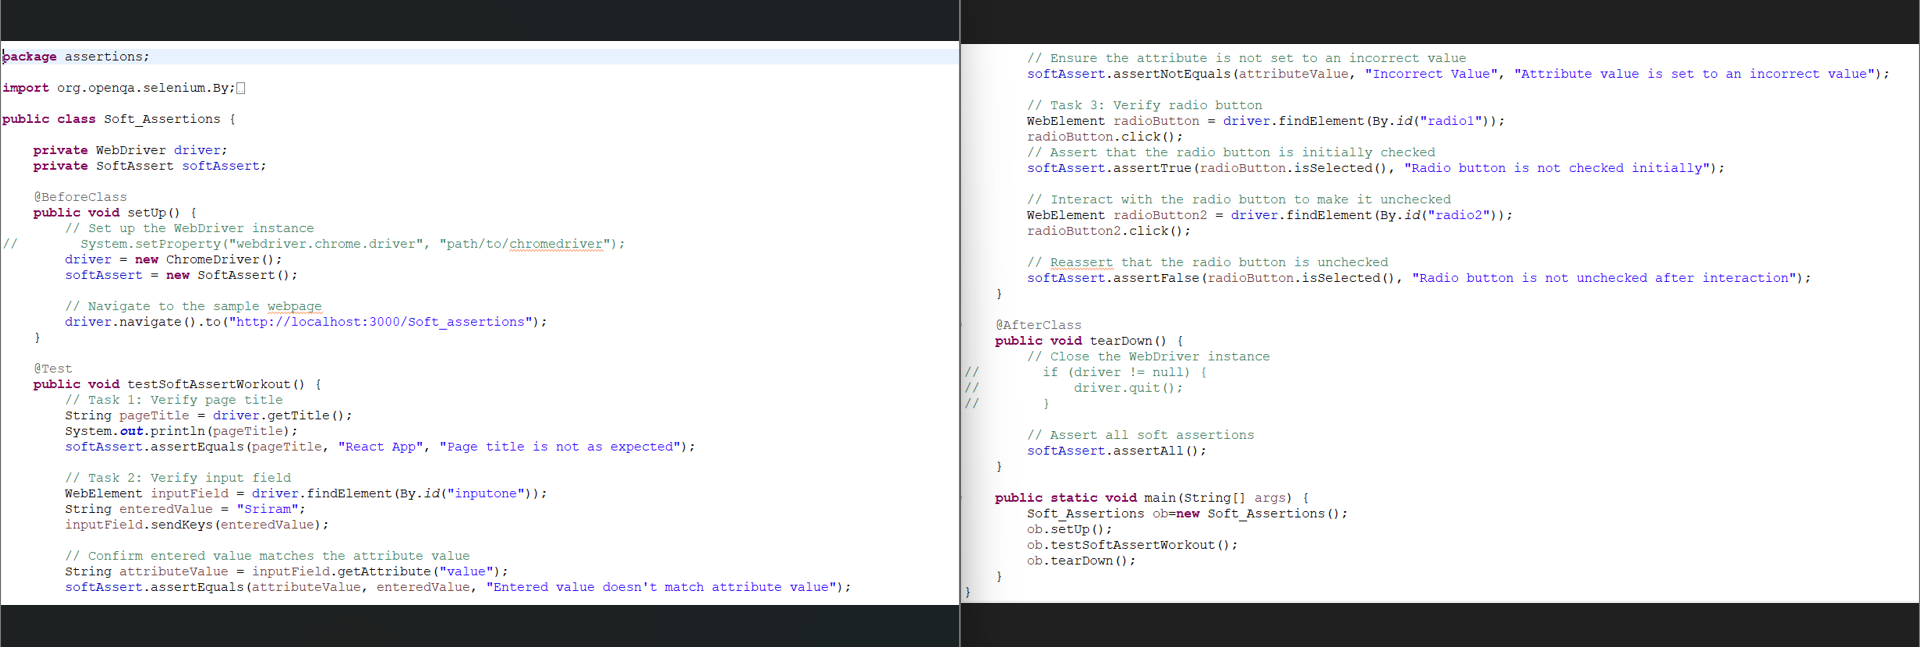 package assertions;
import org.openqa.selenium.By;
public class Soft_Assertions {
private WebDriver driver;
private SoftAssert softAssert;
@BeforeClass
public void setUp() {
// Set up the WebDriver instance
// System.setProperty("webdriver.chrome.driver", "path/to/chromedriver");
driver = new ChromeDriver();
softAssert = new SoftAssert();
// Navigate to the sample webpage
driver.navigate().to("http://localhost:3000/Soft_assertions");
}
@Test
public void testSoftAssertWorkout() {
// Task 1: Verify page title
String pageTitle = driver.getTitle();
System.out.println(pageTitle);
softAssert.assertEquals(pageTitle, "React App", "Page title is not as expected");
// Task 2: Verify input field
WebElement inputField = driver.findElement(By.id("inputone"));
String enteredValue = "Sriram";
inputField.sendKeys(enteredValue);
// Confirm entered value matches the attribute value
String attributeValue = inputField.getAttribute("value");
softAssert.assertEquals(attributeValue, enteredValue, "Entered value doesn't match attribute value");
// Ensure the attribute is not set to an incorrect value
softAssert.assertNotEquals(attributeValue, "Incorrect Value", "Attribute value is set to an incorrect value");
// Task 3: Verify radio button
WebElement radioButton = driver.findElement(By.id("radio1"));
radioButton.click();
// Assert that the radio button is initially checked
softAssert.assertTrue(radioButton.isSelected(), "Radio button is not checked initially");
// Interact with the radio button to make it unchecked
WebElement radioButton2 = driver.findElement(By.id("radio2"));
radioButton2.click();
// Reassert that the radio button is unchecked
softAssert.assertFalse(radioButton.isSelected(), "Radio button is not unchecked after interaction");
}
@AfterClass
public void tearDown() {
// Close the WebDriver instance
// if (driver != null) {
// driver.quit();
// }
// Assert all soft assertions
softAssert.assertAll();
}
public static void main(String[] args) {
Soft_Assertions ob=new Soft_Assertions();
ob.setUp();
ob.testSoftAssertWorkout();
ob.tearDown();
}
}